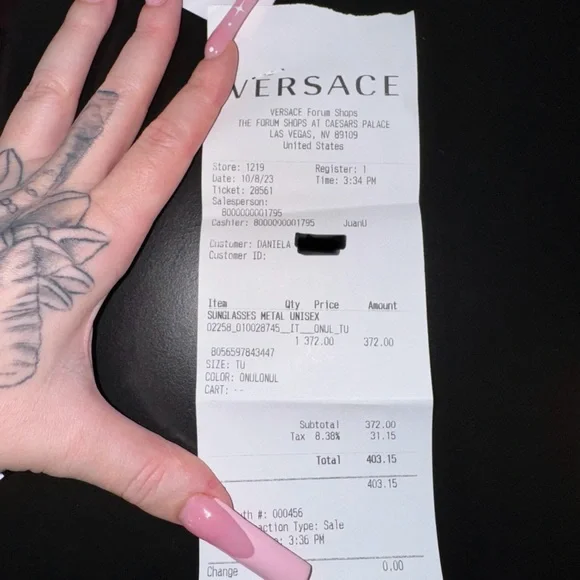 VERSACE
VERSACE Forum Shops
THE FORUM SHOPS AT CAESARS PALACE
LAS VEGAS, NV 89109
United States
Store: 1219 Register: 1
Date: 10/8/23 Time: 3:34 PM
Ticket: 28561
Salesperson:
8000000001795
Cashier: 8000000001795 JuanU
Customer: DANIELA
Customer ID:
Item Qty Price Amount
SUNGLASSES METAL UNISEX
O2258_010028745__IT__ONUL_TU
1 372.00 372.00
8056597843447
SIZE: TU
COLOR: ONULONUL
CART: --
Subtotal 372.00
Tax 8.38% 31.15
Total 403.15
403.15
#: 000456
Type: Sale
3:36 PM
Change 0.00